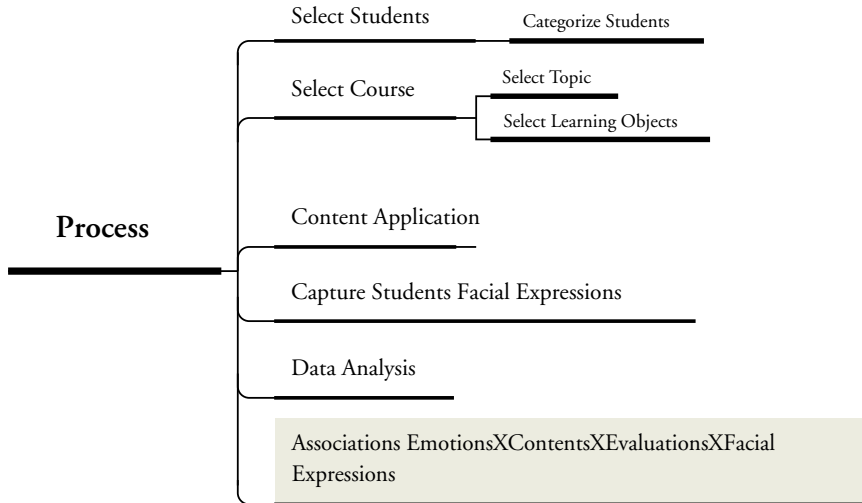 Select Students
Categorize Students
Select Course
Select Topic
Select Learning Objects
Process
Content Application
Capture Students Facial Expressions
Data Analysis
Associations EmotionsXContentsXEvaluationsXFacial
Expressions